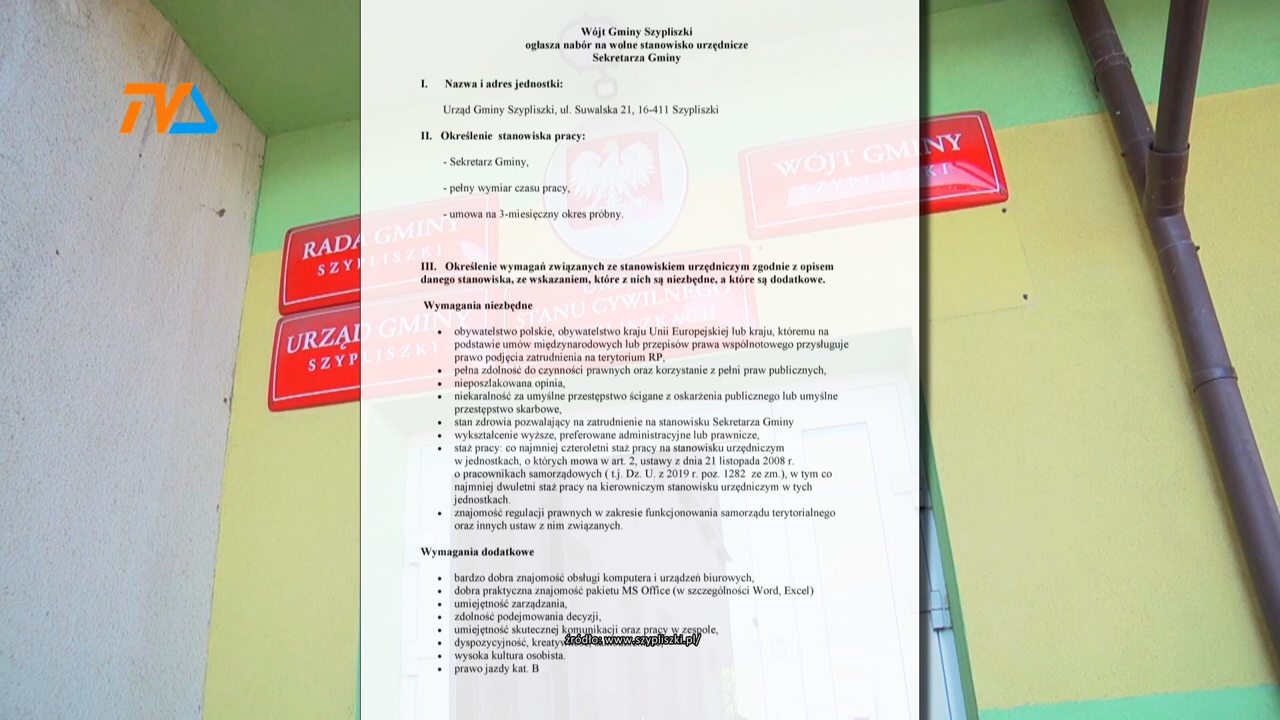 Wójt Gminy Szypliszki
ogłasza nabór na wolne stanowisko urzędnicze
Sekretarza Gminy
I. Nazwa i adres jednostki:
Urząd Gminy Szypliszki, ul. Suwalska 21, 16-411 Szypliszki
II. Określenie stanowiska pracy:
- Sekretarz Gminy,
- pełny wymiar czasu pracy,
- umowa na 3-miesięczny okres próbny.
III. Określenie wymagań związanych ze stanowiskiem urzędniczym zgodnie z opisem
danego stanowiska, ze wskazaniem, które z nich są niezbędne, a które są dodatkowe.
Wymagania niezbędne
• obywatelstwo polskie, obywatelstwo kraju Unii Europejskiej lub kraju, któremu na
podstawie umów międzynarodowych lub przepisów prawa wspólnotowego przysługuje
prawo podjęcia zatrudnienia na terytorium RP,
• pełna zdolność do czynności prawnych oraz korzystanie z pełni praw publicznych,
• nieposzlakowana opinia,
• niekaralność za umyślne przestępstwo ścigane z oskarżenia publicznego lub umyślne
przestępstwo skarbowe,
• stan zdrowia pozwalający na zatrudnienie na stanowisku Sekretarza Gminy
• wykształcenie wyższe, preferowane administracyjne lub prawnicze,
• staż pracy: co najmniej czteroletni staż pracy na stanowisku urzędniczym
w jednostkach, o których mowa w art. 2, ustawy z dnia 21 listopada 2008 r.
o pracownikach samorządowych ( t.j. Dz. U. z 2019 r. poz. 1282 ze zm.), w tym co
najmniej dwuletni staż pracy na kierowniczym stanowisku urzędniczym w tych
jednostkach.
• znajomość regulacji prawnych w zakresie funkcjonowania samorządu terytorialnego
oraz innych ustaw z nim związanych.
Wymagania dodatkowe
• bardzo dobra znajomość obsługi komputera i urządzeń biurowych,
• dobra praktyczna znajomość pakietu MS Office (w szczególności Word, Excel)
• umiejętność zarządzania,
• zdolność podejmowania decyzji,
• umiejętność skutecznej komunikacji oraz pracy w zespole,
• dyspozycyjność,
• wysoka kultura osobista.
• prawo jazdy kat. B
źródło: www.szypliszki.pl/
TVA
RADA GMINY
SZYPLISZKI
URZĄD GMINY
SZYPLISZKI
WÓJT GMINY
SZYPLISZKI
STANU CYWILNEGO